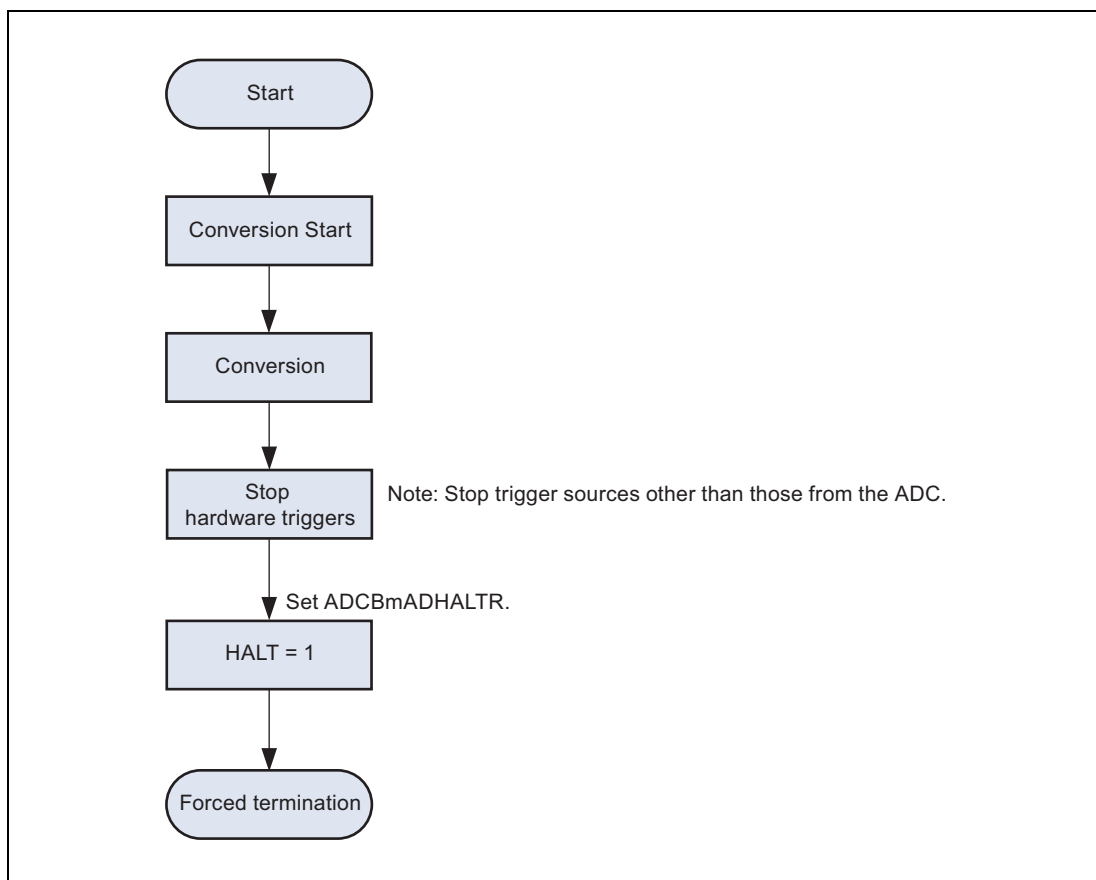 Start
Conversion Start
Conversion
Stop
hardware triggers
Note: Stop trigger sources other than those from the ADC.
Set ADCBmADHALTR.
HALT = 1
Forced termination